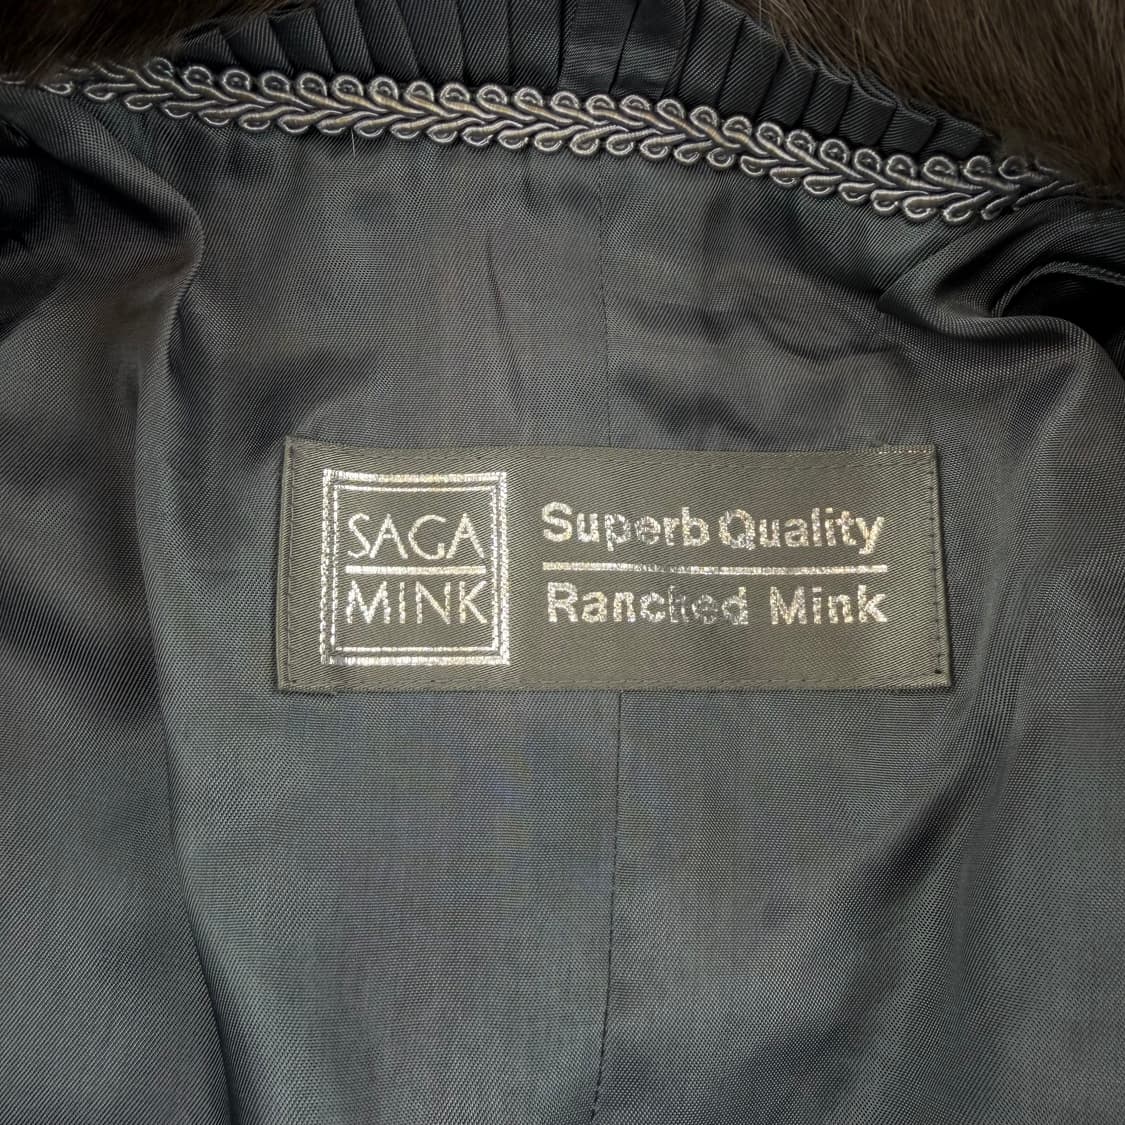 SAGA
MINK
Superb Quality
Ranched Mink